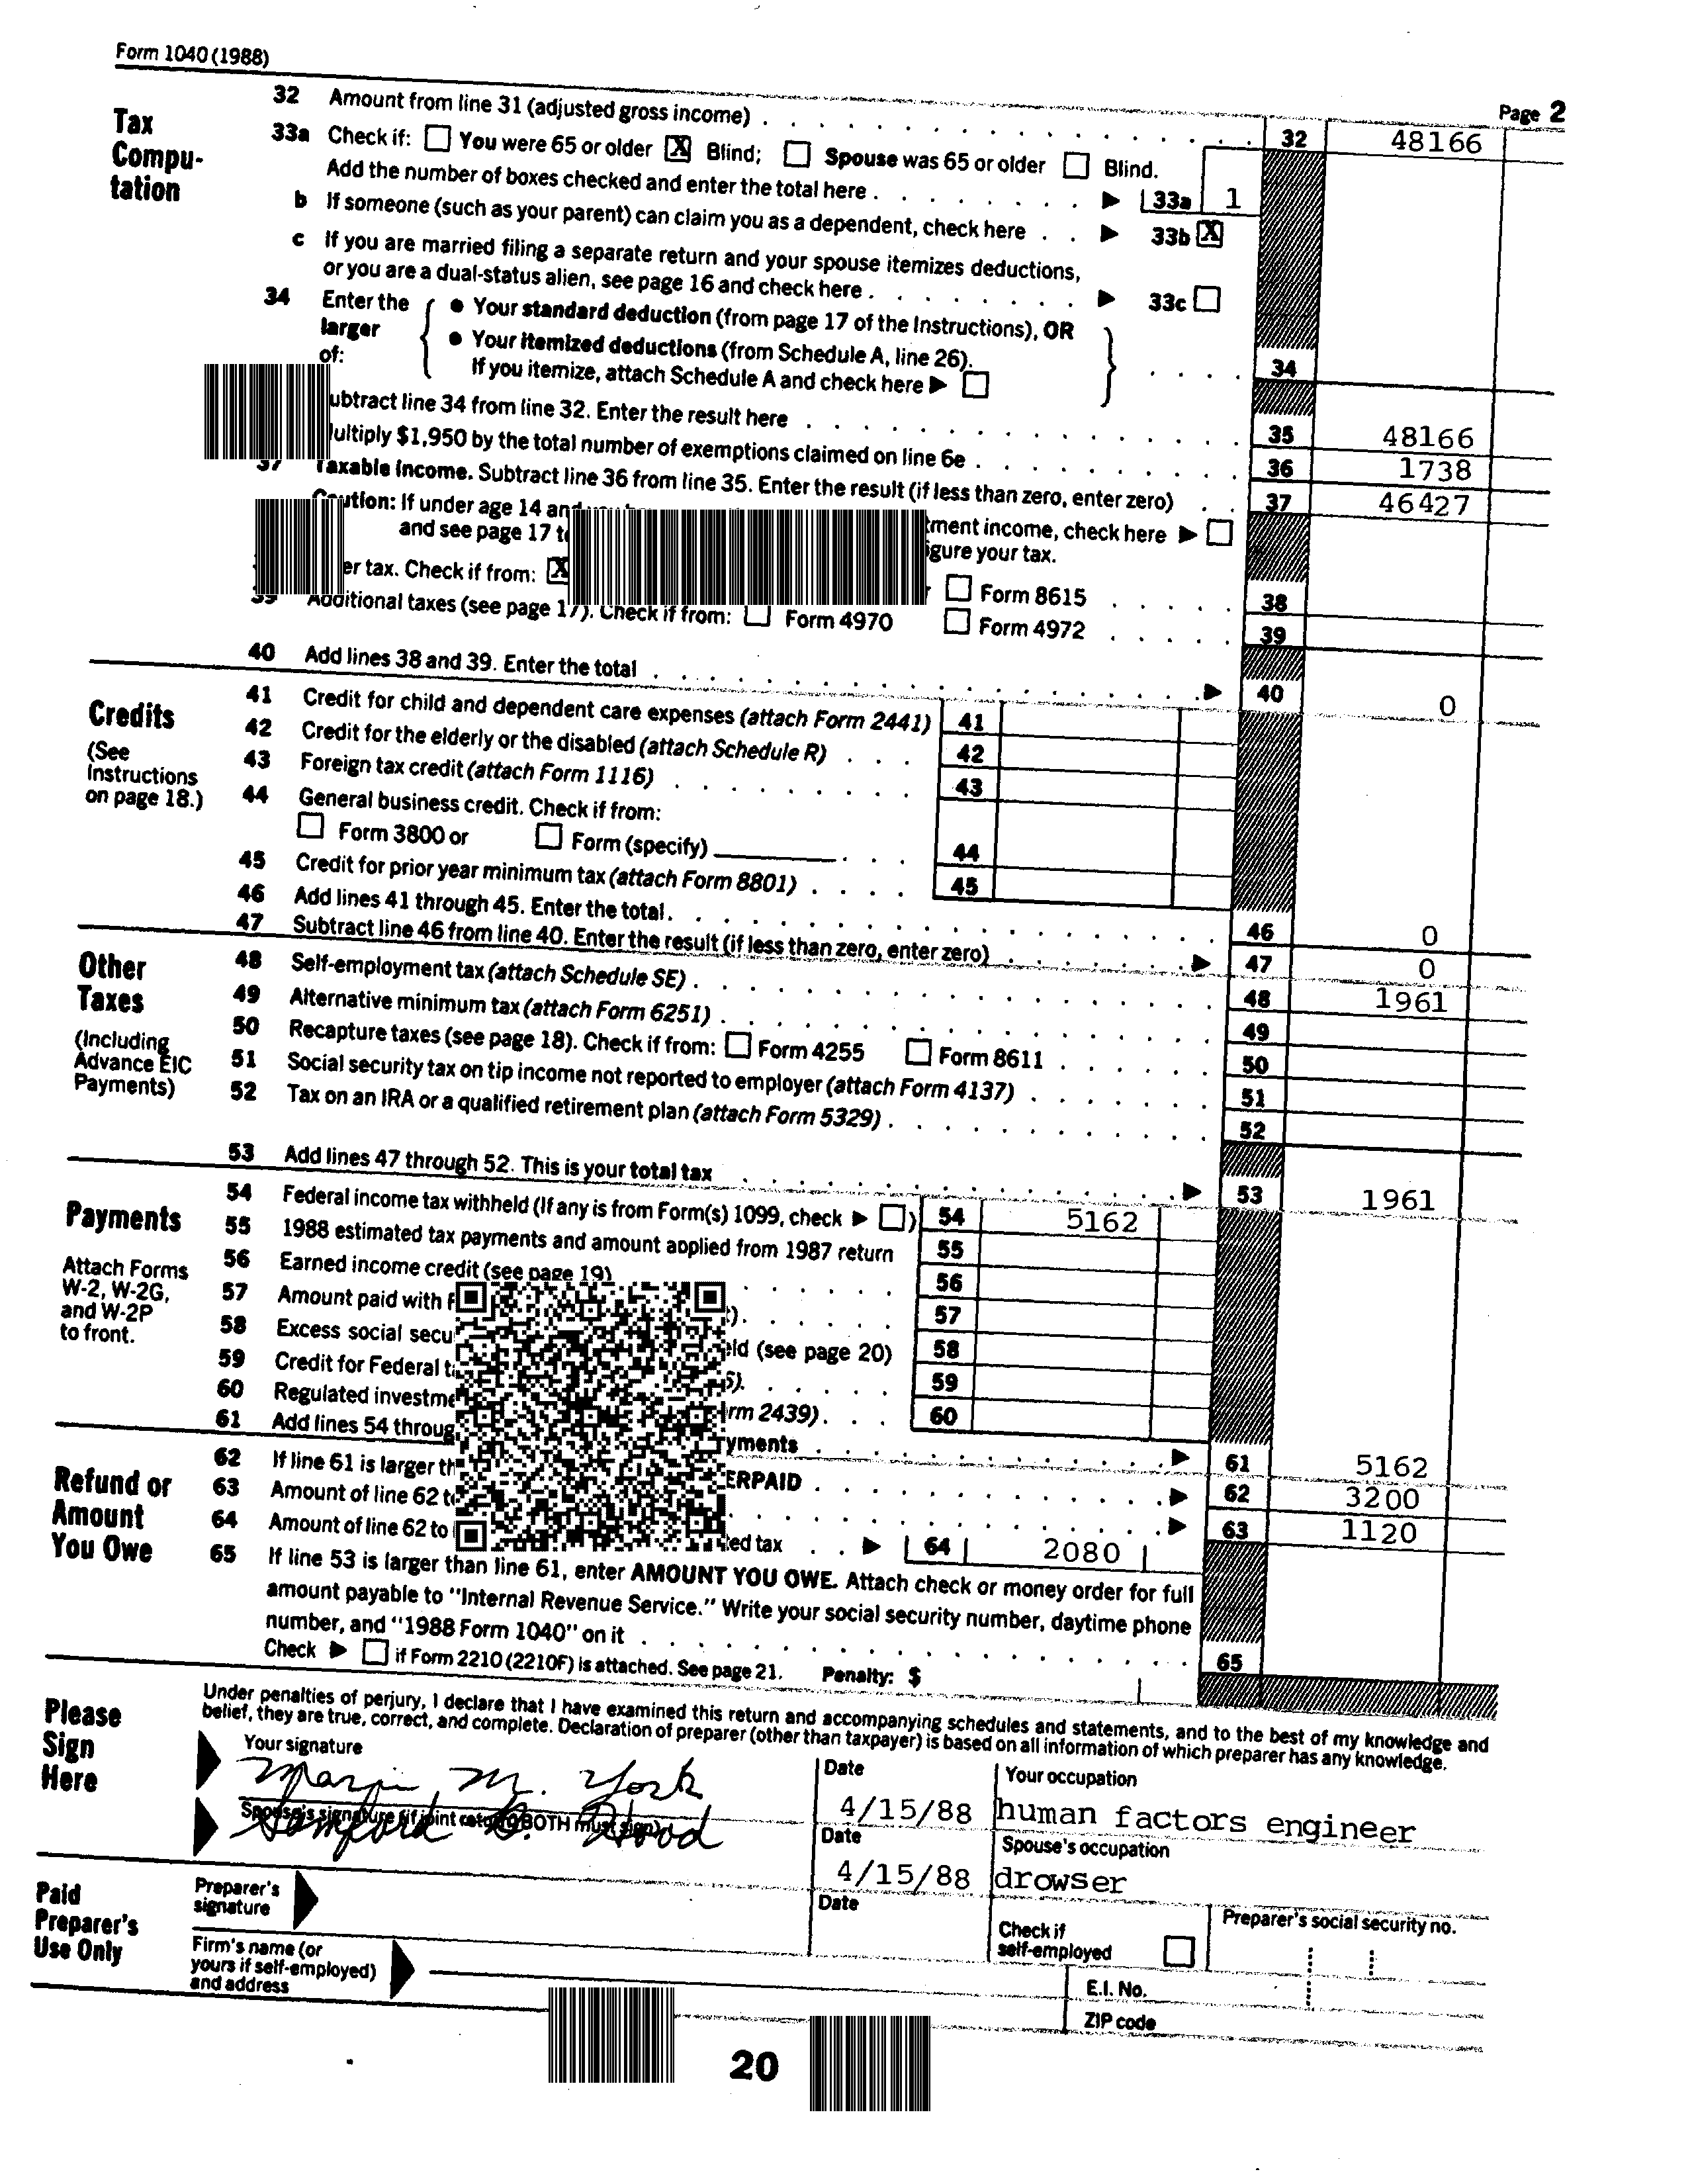 Form 1040 (1988)
Page 2
Tax Compu-tation
32 Amount from line 31 (adjusted gross income) 32 48166
33a Check if: You were 65 or older X Blind; Spouse was 65 or older Blind.
Add the number of boxes checked and enter the total here 33a 1
b If someone (such as your parent) can claim you as a dependent, check here 33b X
c If you are married filing a separate return and your spouse itemizes deductions,
or you are a dual-status alien, see page 16 and check here 33c
34 Enter the larger of:
• Your standard deduction (from page 17 of the Instructions), OR
• Your itemized deductions (from Schedule A, line 26).
If you itemize, attach Schedule A and check here 34
ubtract line 34 from line 32. Enter the result here 35 48166
ultiply $1,950 by the total number of exemptions claimed on line 6e 36 1738
37 Taxable income. Subtract line 36 from line 35. Enter the result (if less than zero, enter zero) 37 46427
Caution: If under age 14 and tment income, check here
and see page 17 to igure your tax.
er tax. Check if from: X Form 8615 38
39 Additional taxes (see page 17). Check if from: Form 4970 Form 4972 39
40 Add lines 38 and 39. Enter the total 40 0
Credits
(See Instructions on page 18.)
41 Credit for child and dependent care expenses (attach Form 2441) 41
42 Credit for the elderly or the disabled (attach Schedule R) 42
43 Foreign tax credit (attach Form 1116) 43
44 General business credit. Check if from:
Form 3800 or Form (specify) 44
45 Credit for prior year minimum tax (attach Form 8801) 45
46 Add lines 41 through 45. Enter the total 46 0
47 Subtract line 46 from line 40. Enter the result (if less than zero, enter zero) 47 0
Other Taxes
(Including Advance EIC Payments)
48 Self-employment tax (attach Schedule SE) 48 1961
49 Alternative minimum tax (attach Form 6251) 49
50 Recapture taxes (see page 18). Check if from: Form 4255 Form 8611 50
51 Social security tax on tip income not reported to employer (attach Form 4137) 51
52 Tax on an IRA or a qualified retirement plan (attach Form 5329) 52
53 Add lines 47 through 52. This is your total tax 53 1961
Payments
Attach Forms W-2, W-2G, and W-2P to front.
54 Federal income tax withheld (If any is from Form(s) 1099, check ) 54 5162
55 1988 estimated tax payments and amount applied from 1987 return 55
56 Earned income credit (see page 19) 56
57 Amount paid with F 57
58 Excess social secu eld (see page 20) 58
59 Credit for Federal t 59
60 Regulated investme rm 2439) 60
61 Add lines 54 throug yments 61 5162
Refund or Amount You Owe
62 If line 61 is larger th ERPAID 62 3200
63 Amount of line 62 to 63 1120
64 Amount of line 62 to ted tax 64 2080
65 If line 53 is larger than line 61, enter AMOUNT YOU OWE. Attach check or money order for full
amount payable to "Internal Revenue Service." Write your social security number, daytime phone
number, and "1988 Form 1040" on it 65
Check if Form 2210 (2210F) is attached. See page 21. Penalty: $
Please Sign Here
Under penalties of perjury, I declare that I have examined this return and accompanying schedules and statements, and to the best of my knowledge and
belief, they are true, correct, and complete. Declaration of preparer (other than taxpayer) is based on all information of which preparer has any knowledge.
Your signature Date Your occupation
M. York 4/15/88 human factors engineer
Spouse's signature (if joint return, BOTH must sign) Date Spouse's occupation
Hood 4/15/88 drowser
Paid Preparer's Use Only
Preparer's signature Date Check if self-employed Preparer's social security no.
Firm's name (or yours if self-employed) and address E.I. No.
ZIP code
20